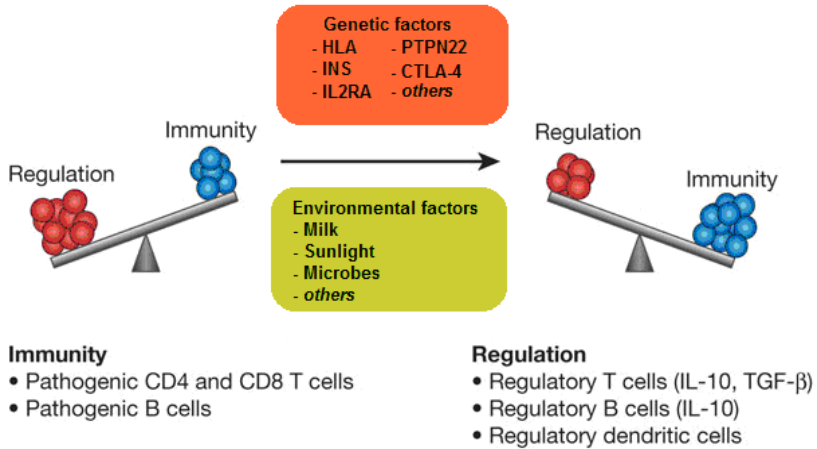 Genetic factors
- HLA - PTPN22
- INS - CTLA-4
- IL2RA - others
Immunity
Regulation
Regulation
Immunity
Environmental factors
- Milk
- Sunlight
- Microbes
- others
Immunity
• Pathogenic CD4 and CD8 T cells
• Pathogenic B cells
Regulation
• Regulatory T cells (IL-10, TGF-β)
• Regulatory B cells (IL-10)
• Regulatory dendritic cells